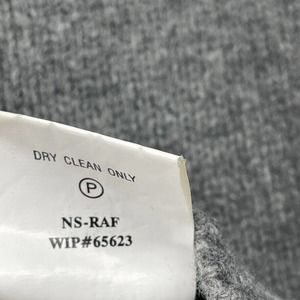 DRY CLEAN ONLY
P
NS-RAF
WIP#65623